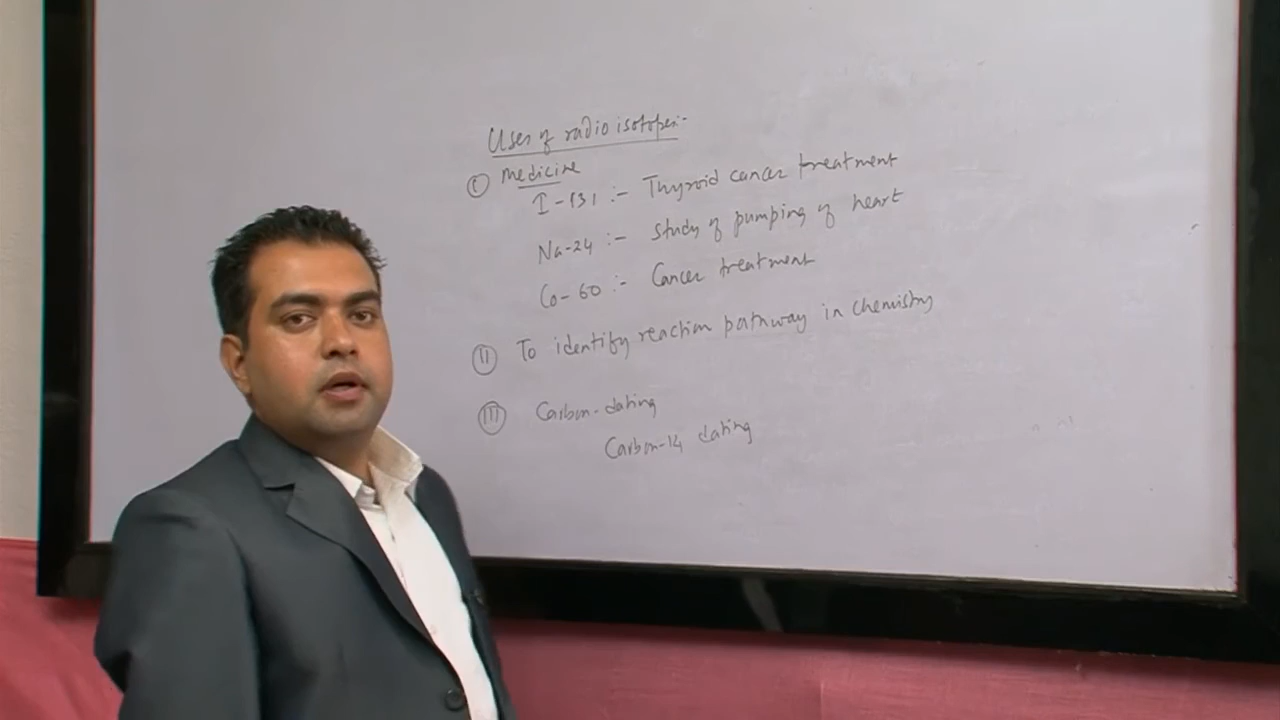 Uses of radio isotopes:-
(I) Medicine
I-131 :- Thyroid cancer treatment
Na-24 :- Study of pumping of heart
Co-60 :- Cancer treatment
(II) To identify reaction pathway in chemistry
(III) Carbon-dating
Carbon-14 dating